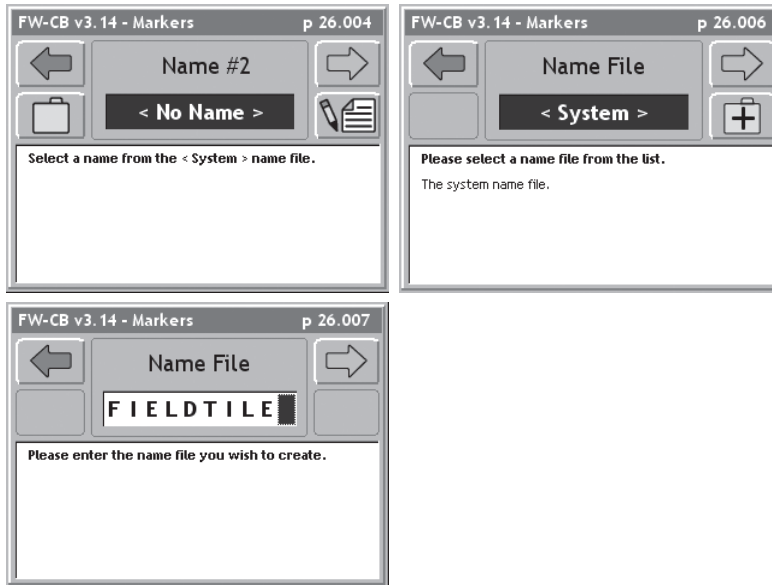 FW-CB v3.14 - Markers p 26.004
Name #2
< No Name >
Select a name from the < System > name file.
FW-CB v3.14 - Markers p 26.006
Name File
< System >
Please select a name file from the list.
The system name file.
FW-CB v3.14 - Markers p 26.007
Name File
FIELDTILE
Please enter the name file you wish to create.